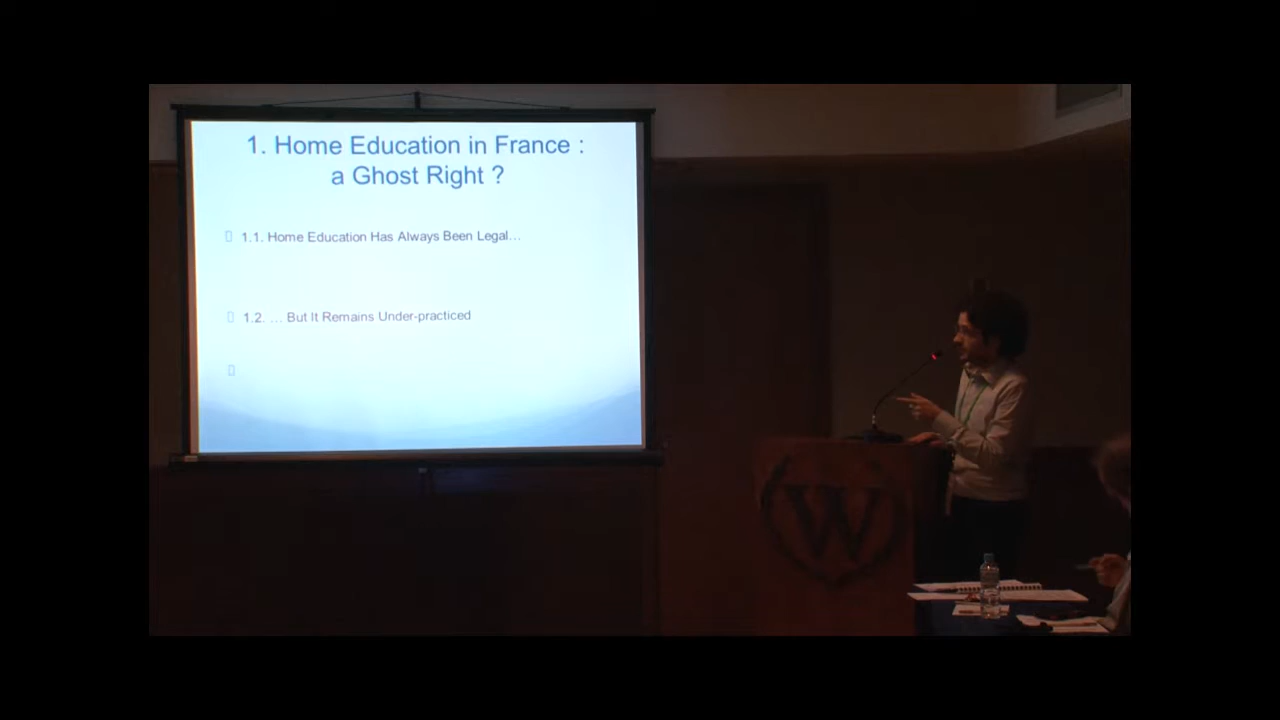 1. Home Education in France :
a Ghost Right ?
1.1. Home Education Has Always Been Legal…
1.2. … But It Remains Under-practiced
W